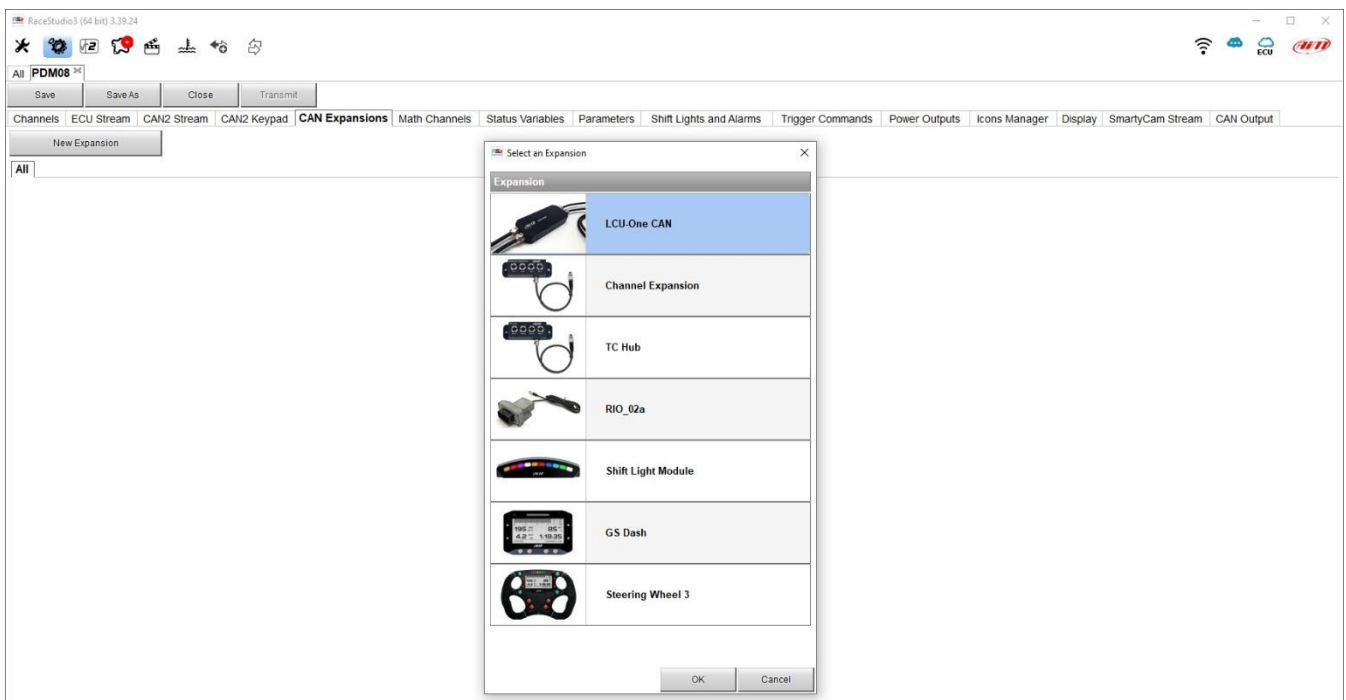 RaceStudio3 (64 bit) 3.39.24
ECU
AiM
All PDM08
Save Save As Close Transmit
Channels ECU Stream CAN2 Stream CAN2 Keypad CAN Expansions Math Channels Status Variables Parameters Shift Lights and Alarms Trigger Commands Power Outputs Icons Manager Display SmartyCam Stream CAN Output
New Expansion
All
Select an Expansion
Expansion
LCU-One CAN
Channel Expansion
TC Hub
RIO_02a
Shift Light Module
GS Dash
Steering Wheel 3
OK Cancel